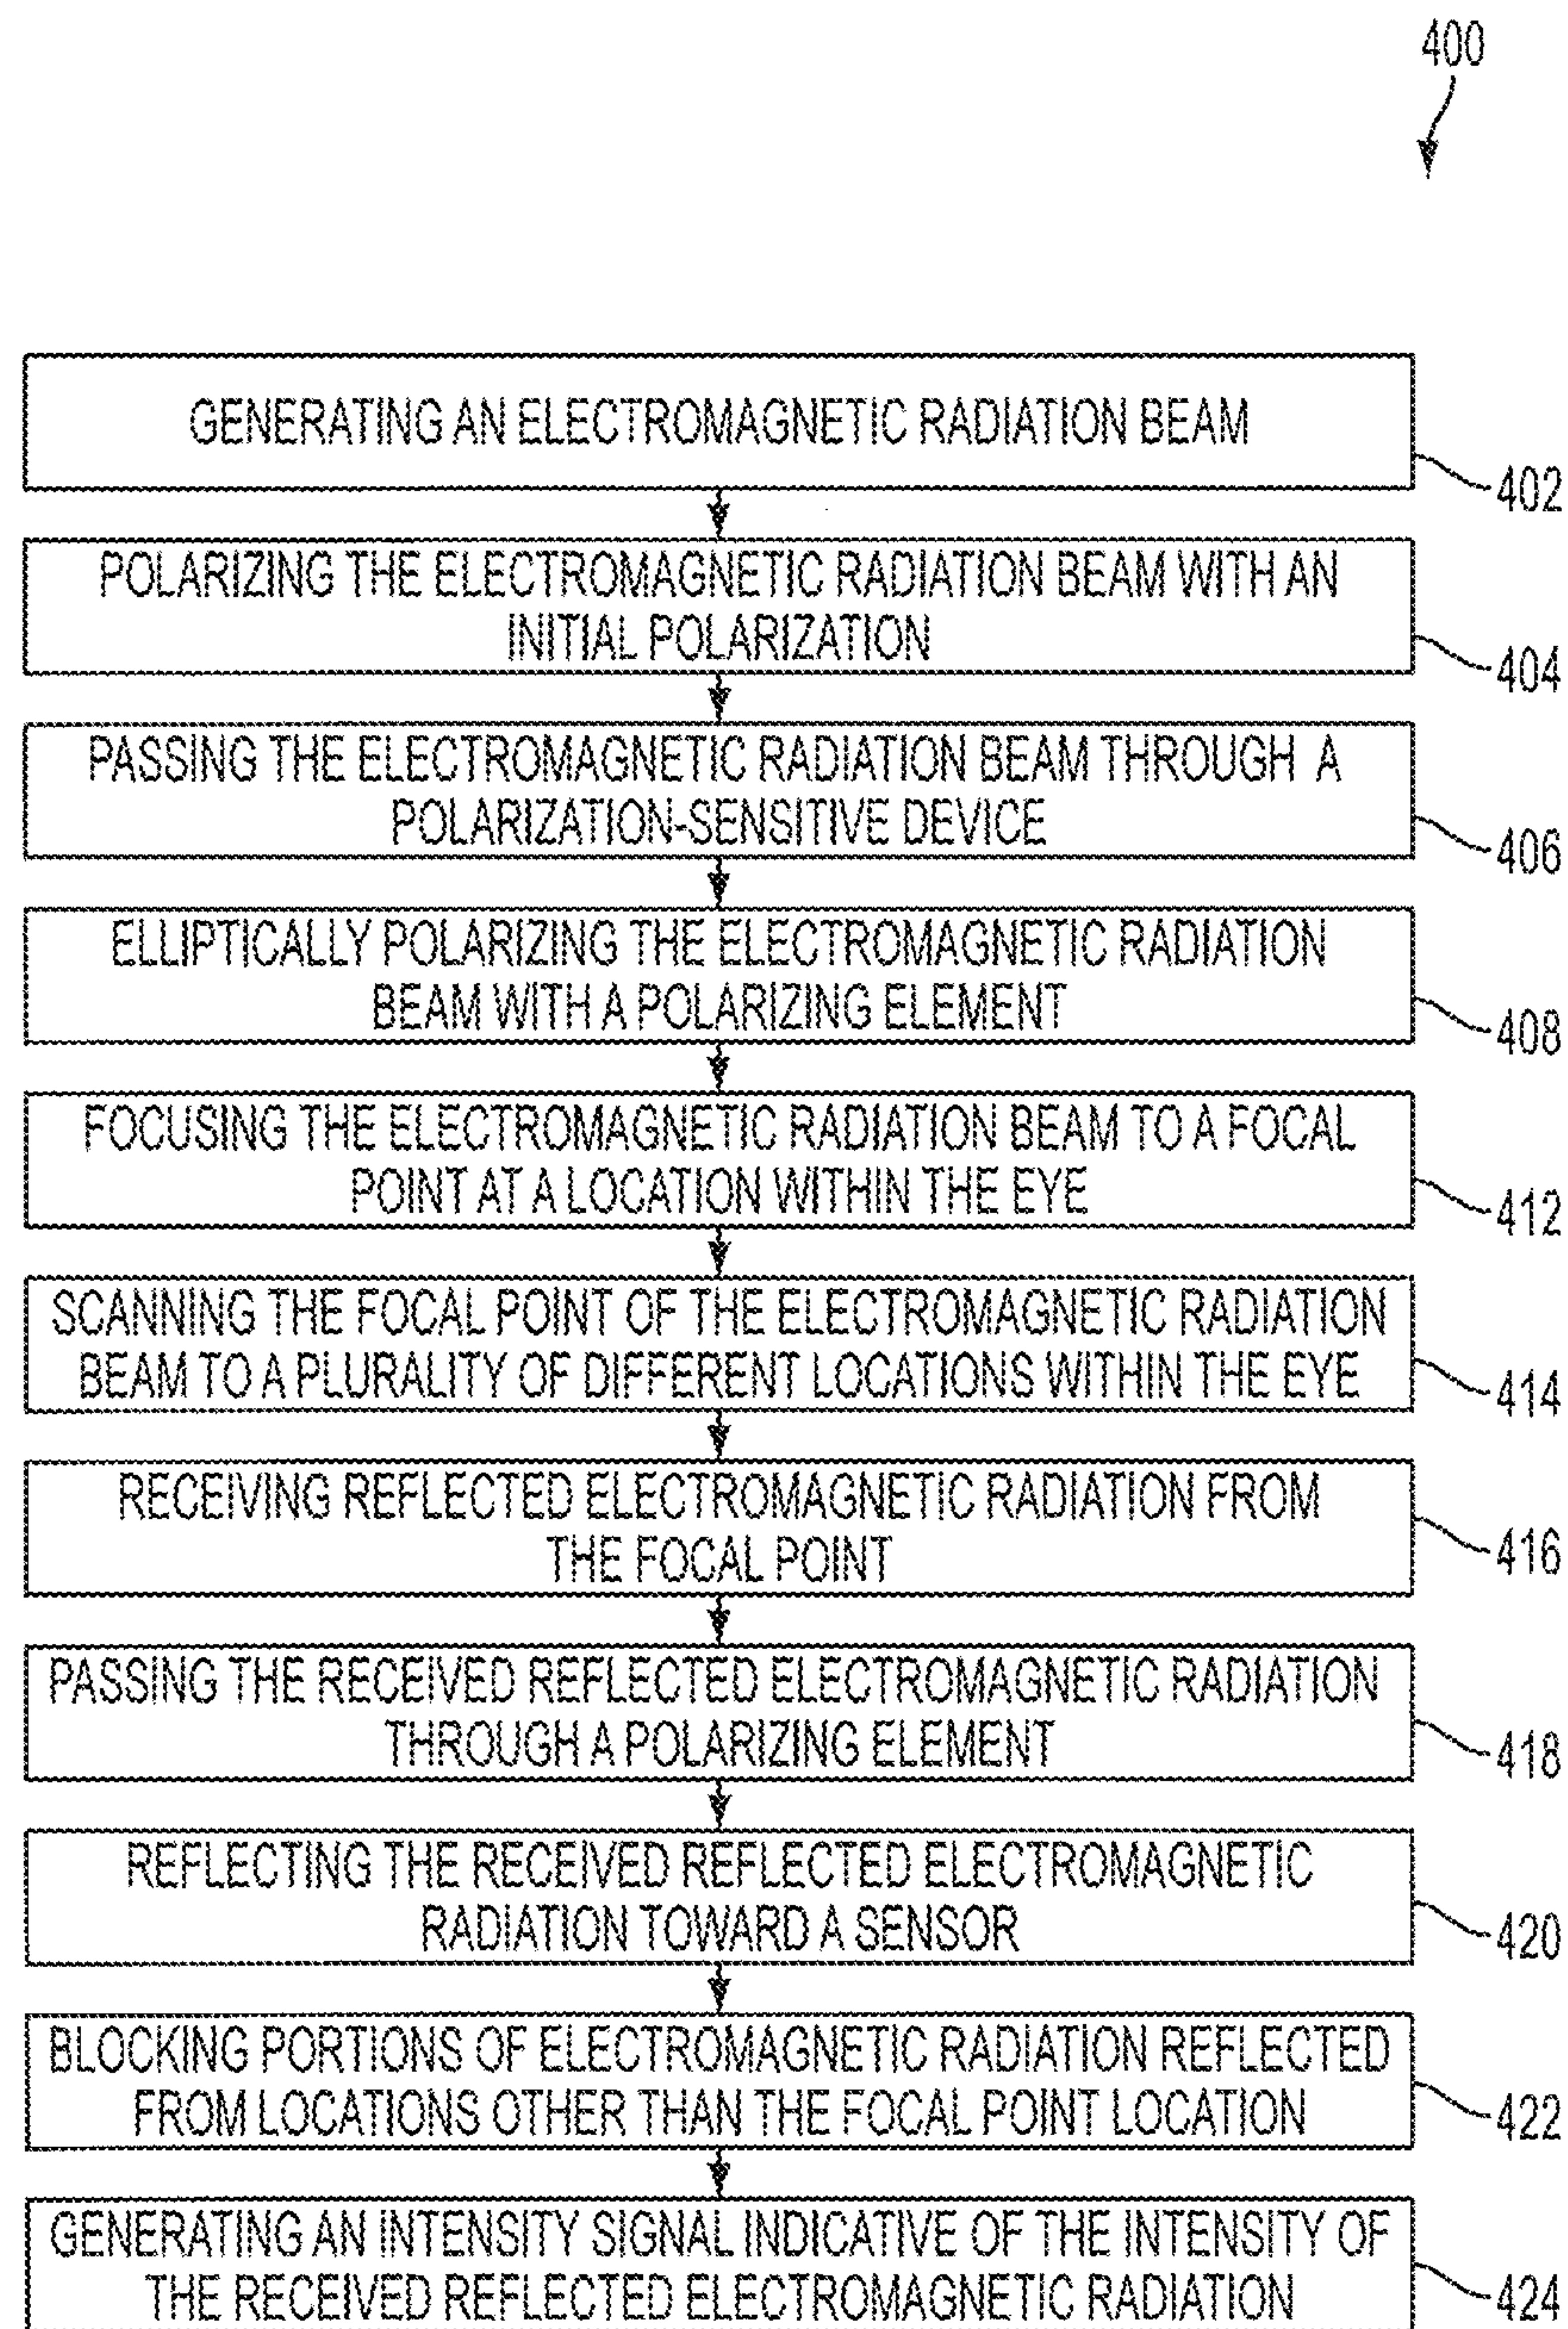 400
GENERATING AN ELECTROMAGNETIC RADIATION BEAM
402
POLARIZING THE ELECTROMAGNETIC RADIATION BEAM WITH AN
INITIAL POLARIZATION
404
PASSING THE ELECTROMAGNETIC RADIATION BEAM THROUGH A
POLARIZATION-SENSITIVE DEVICE
406
ELLIPTICALLY POLARIZING THE ELECTROMAGNETIC RADIATION
BEAM WITH A POLARIZING ELEMENT
408
FOCUSING THE ELECTROMAGNETIC RADIATION BEAM TO A FOCAL
POINT AT A LOCATION WITHIN THE EYE
412
SCANNING THE FOCAL POINT OF THE ELECTROMAGNETIC RADIATION
BEAM TO A PLURALITY OF DIFFERENT LOCATIONS WITHIN THE EYE
414
RECEIVING REFLECTED ELECTROMAGNETIC RADIATION FROM
THE FOCAL POINT
416
PASSING THE RECEIVED REFLECTED ELECTROMAGNETIC RADIATION
THROUGH A POLARIZING ELEMENT
418
REFLECTING THE RECEIVED REFLECTED ELECTROMAGNETIC
RADIATION TOWARD A SENSOR
420
BLOCKING PORTIONS OF ELECTROMAGNETIC RADIATION REFLECTED
FROM LOCATIONS OTHER THAN THE FOCAL POINT LOCATION
422
GENERATING AN INTENSITY SIGNAL INDICATIVE OF THE INTENSITY OF
THE RECEIVED REFLECTED ELECTROMAGNETIC RADIATION
424